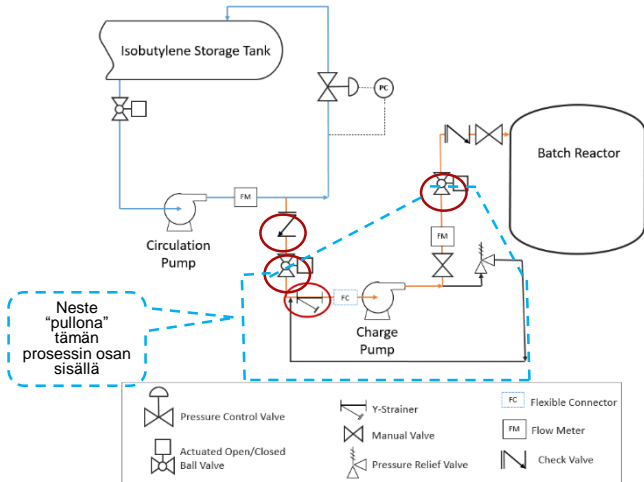 Isobutylene Storage Tank
PC
Batch Reactor
FM
Circulation
Pump
FM
FC
Charge
Pump
Neste
“pullona”
tämän
prosessin osan
sisällä
Pressure Control Valve
Actuated Open/Closed
Ball Valve
Y-Strainer
Manual Valve
Pressure Relief Valve
FC
Flexible Connector
FM
Flow Meter
Check Valve